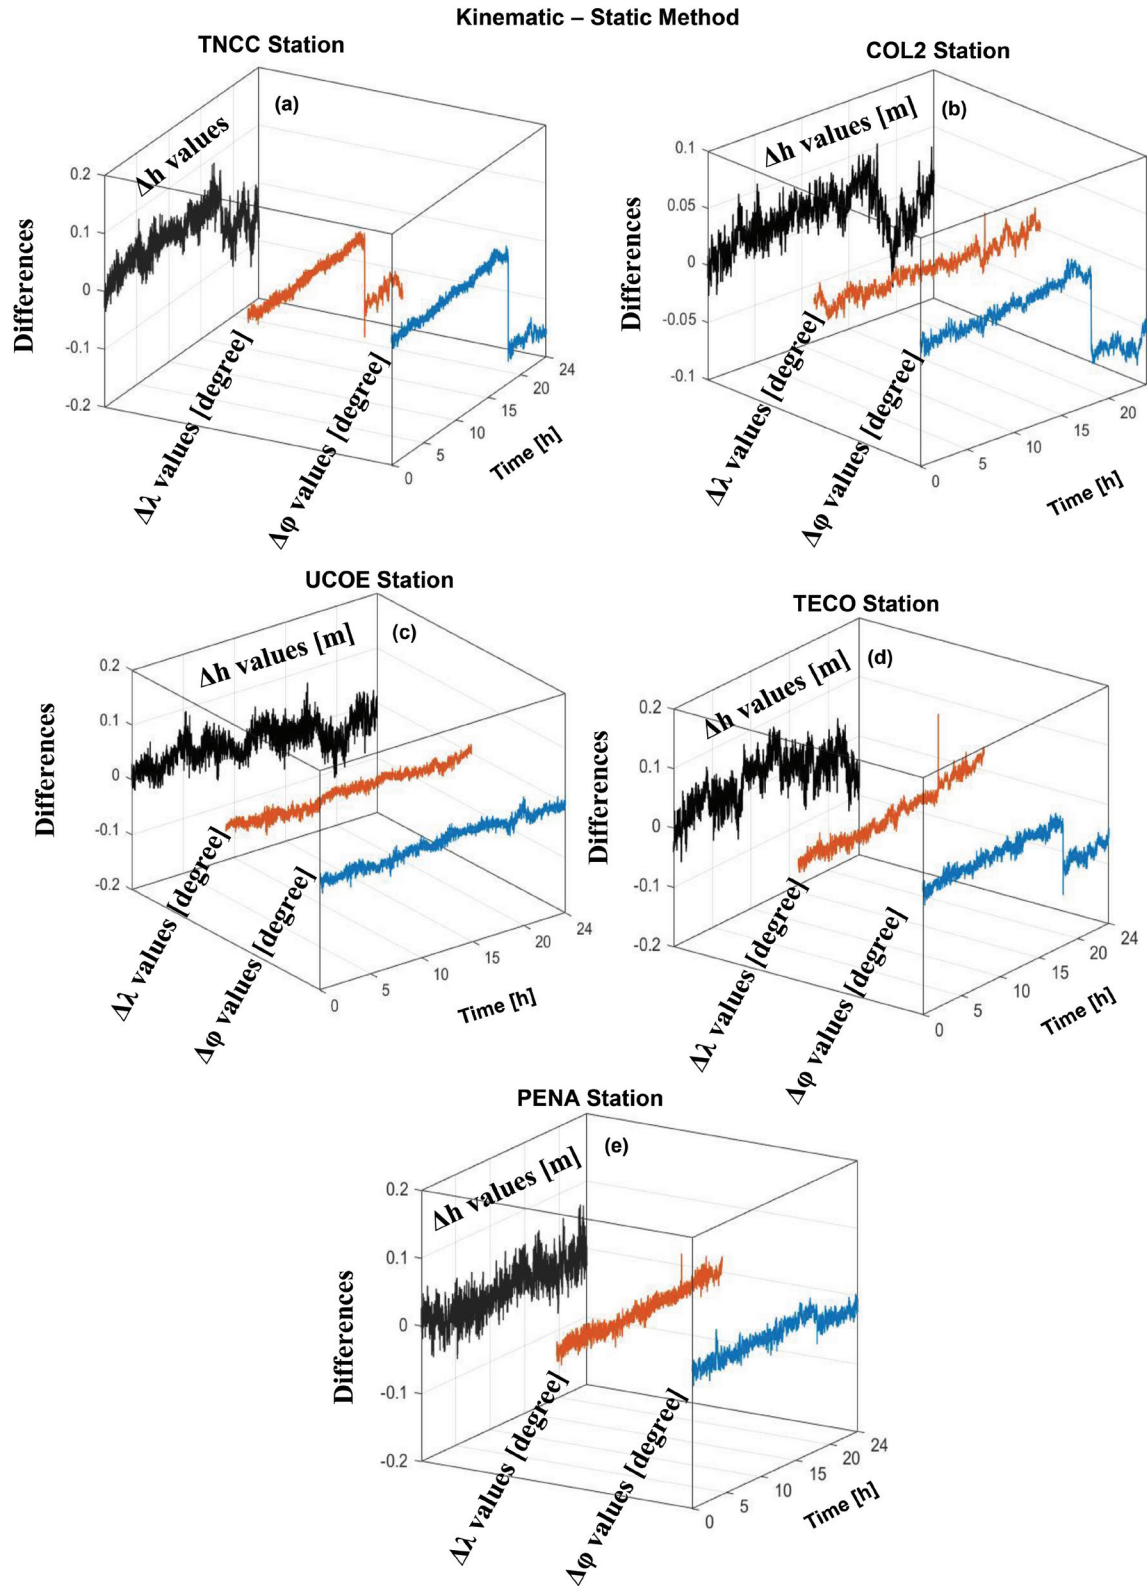 Kinematic – Static Method
TNCC Station
(a)
Δh values
0.2
0.1
0
-0.1
-0.2
Differences
Δλ values [degree]
Δφ values [degree]
0
5
10
15
20
24
Time [h]
COL2 Station
(b)
Δh values [m]
0.1
0.05
0
-0.05
-0.1
Differences
Δλ values [degree]
Δφ values [degree]
0
5
10
15
20
Time [h]
UCOE Station
(c)
Δh values [m]
0.2
0.1
0
-0.1
-0.2
Differences
Δλ values [degree]
Δφ values [degree]
0
5
10
15
20
24
Time [h]
TECO Station
(d)
Δh values [m]
0.2
0.1
0
-0.1
-0.2
Differences
Δλ values [degree]
Δφ values [degree]
0
5
10
15
20
24
Time [h]
PENA Station
(e)
Δh values [m]
0.2
0.1
0
-0.1
-0.2
Differences
Δλ values [degree]
Δφ values [degree]
0
5
10
15
20
24
Time [h]